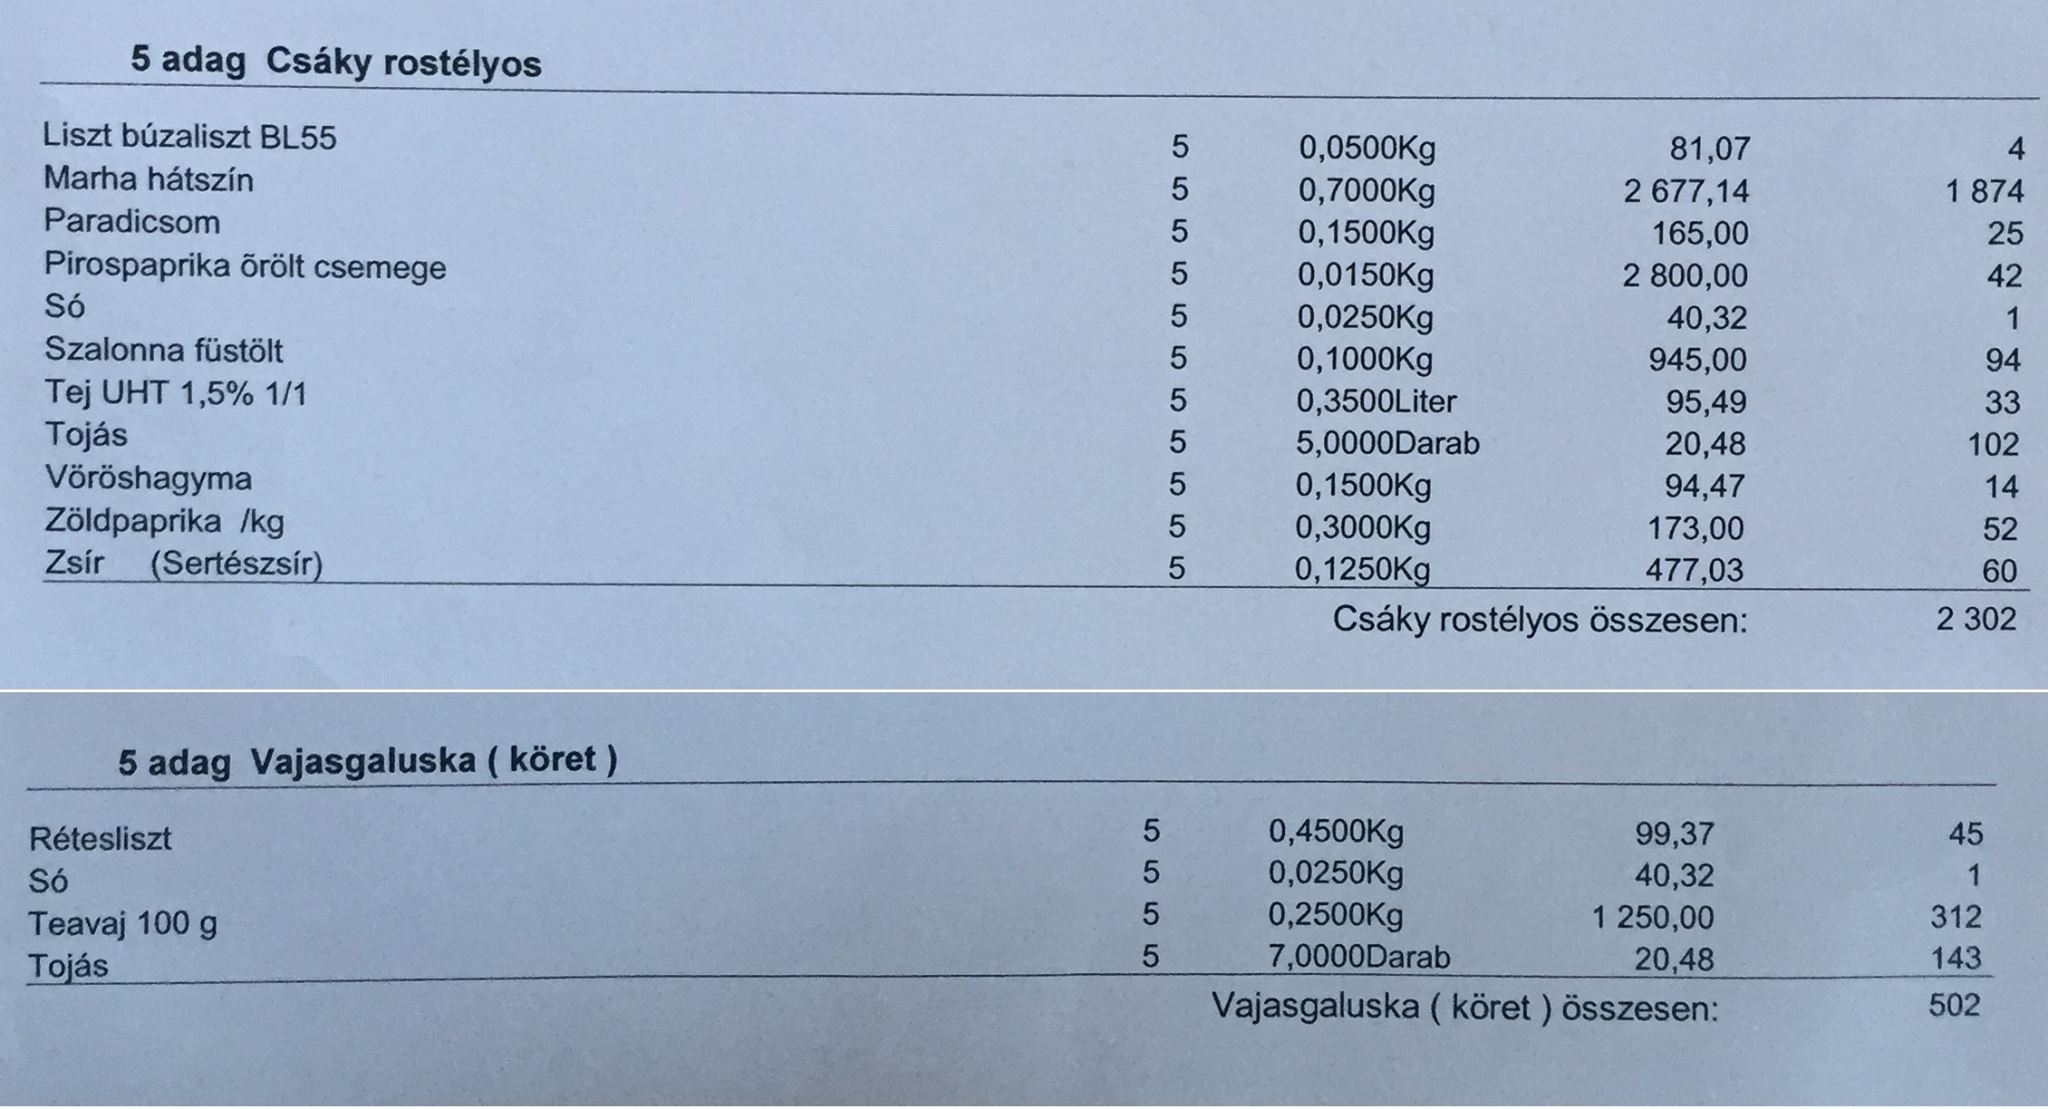 5 adag Csáky rostélyos
Liszt búzaliszt BL55 5 0,0500Kg 81,07 4
Marha hátszín 5 0,7000Kg 2 677,14 1 874
Paradicsom 5 0,1500Kg 165,00 25
Pirospaprika õrölt csemege 5 0,0150Kg 2 800,00 42
Só 5 0,0250Kg 40,32 1
Szalonna füstölt 5 0,1000Kg 945,00 94
Tej UHT 1,5% 1/1 5 0,3500Liter 95,49 33
Tojás 5 5,0000Darab 20,48 102
Vöröshagyma 5 0,1500Kg 94,47 14
Zöldpaprika /kg 5 0,3000Kg 173,00 52
Zsír (Sertészsír) 5 0,1250Kg 477,03 60
Csáky rostélyos összesen: 2 302
5 adag Vajasgaluska ( köret )
Rétesliszt 5 0,4500Kg 99,37 45
Só 5 0,0250Kg 40,32 1
Teavaj 100 g 5 0,2500Kg 1 250,00 312
Tojás 5 7,0000Darab 20,48 143
Vajasgaluska ( köret ) összesen: 502